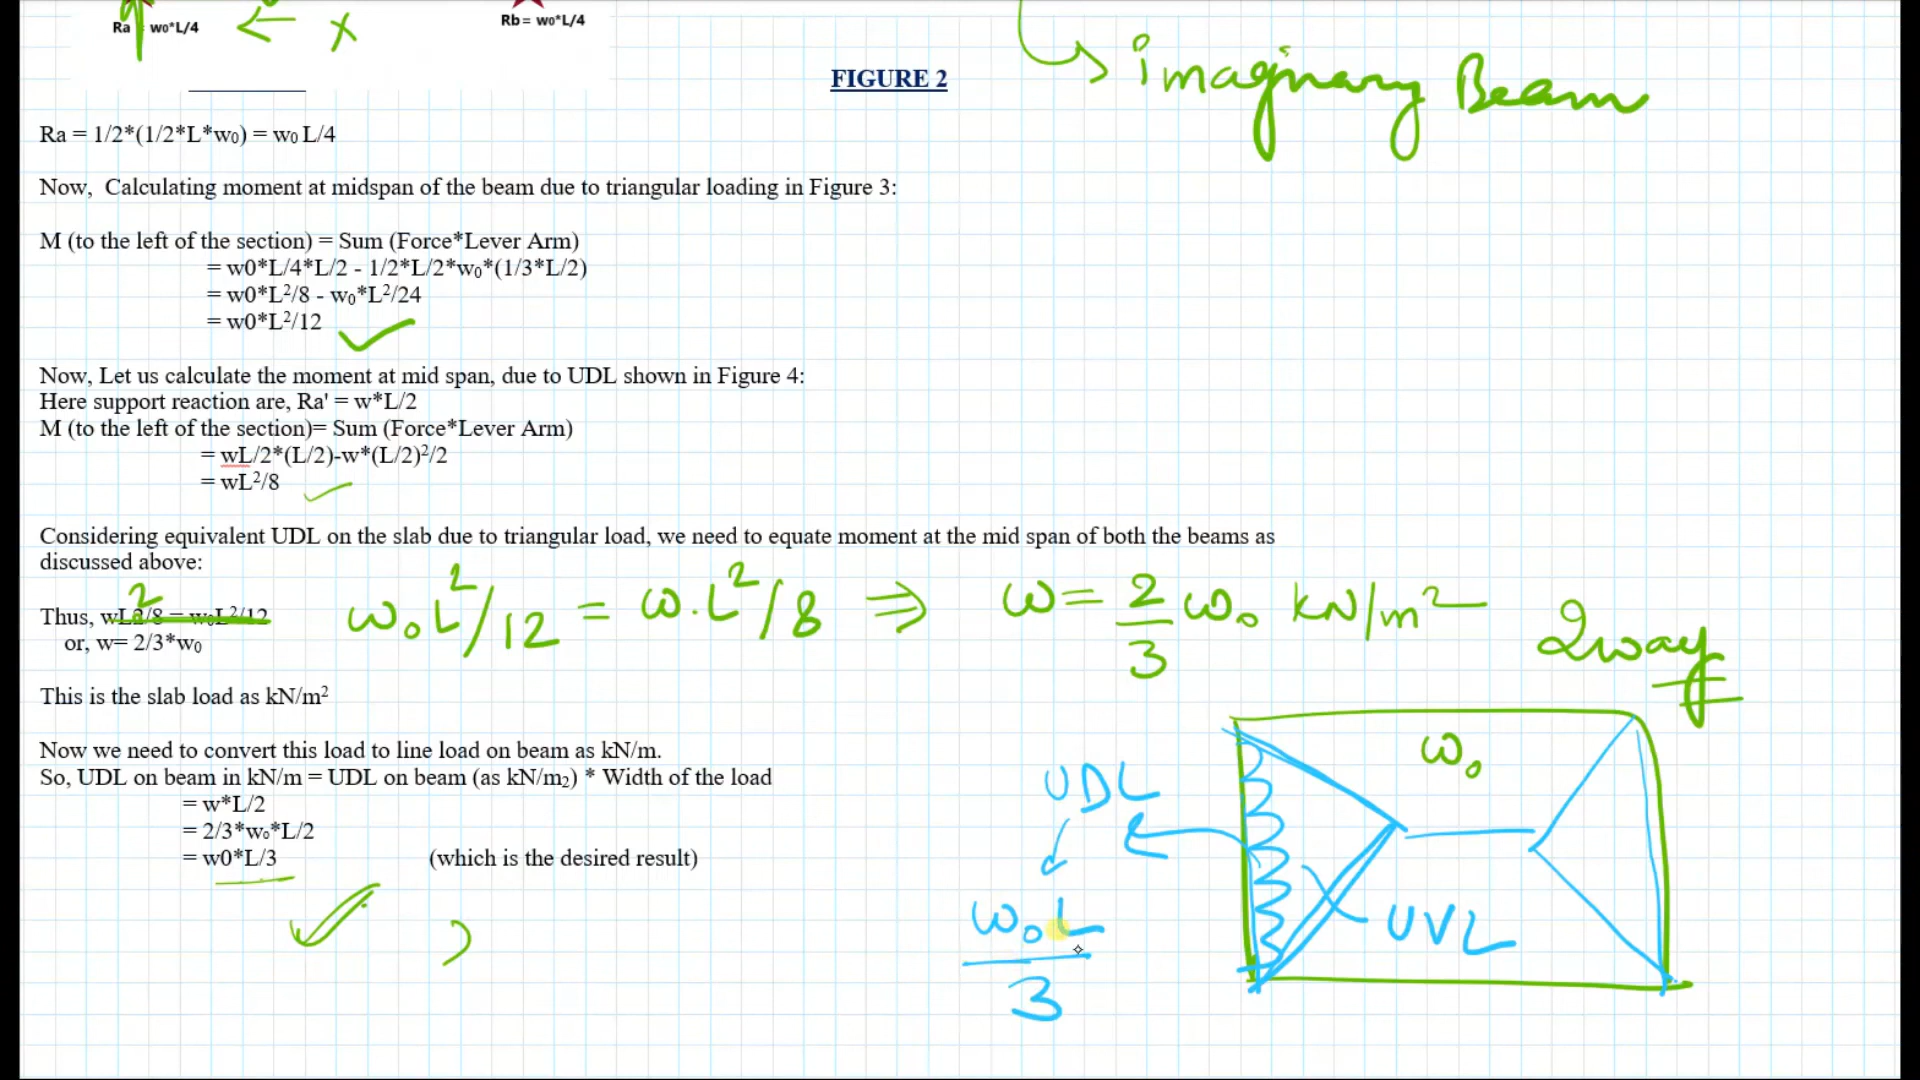 Ra = w₀*L/4
x
Rb = w₀*L/4
imaginary Beam
FIGURE 2
Ra = 1/2*(1/2*L*w₀) = w₀ L/4
Now, Calculating moment at midspan of the beam due to triangular loading in Figure 3:
M (to the left of the section) = Sum (Force*Lever Arm)
= w0*L/4*L/2 - 1/2*L/2*w₀*(1/3*L/2)
= w0*L²/8 - w₀*L²/24
= w0*L²/12
Now, Let us calculate the moment at mid span, due to UDL shown in Figure 4:
Here support reaction are, Ra' = w*L/2
M (to the left of the section)= Sum (Force*Lever Arm)
= wL/2*(L/2)-w*(L/2)²/2
= wL²/8
Considering equivalent UDL on the slab due to triangular load, we need to equate moment at the mid span of both the beams as
discussed above:
2
Thus, wL2/8 = w₀L²/12
ω₀L²/12 = ω.L²/8 ⇒ ω = 2/3 ω₀ kN/m²
2way
or, w= 2/3*w₀
This is the slab load as kN/m²
Now we need to convert this load to line load on beam as kN/m.
So, UDL on beam in kN/m = UDL on beam (as kN/m₂) * Width of the load
= w*L/2
= 2/3*w₀*L/2
= w0*L/3 (which is the desired result)
ω₀
UDL
ω₀L
3
UVL